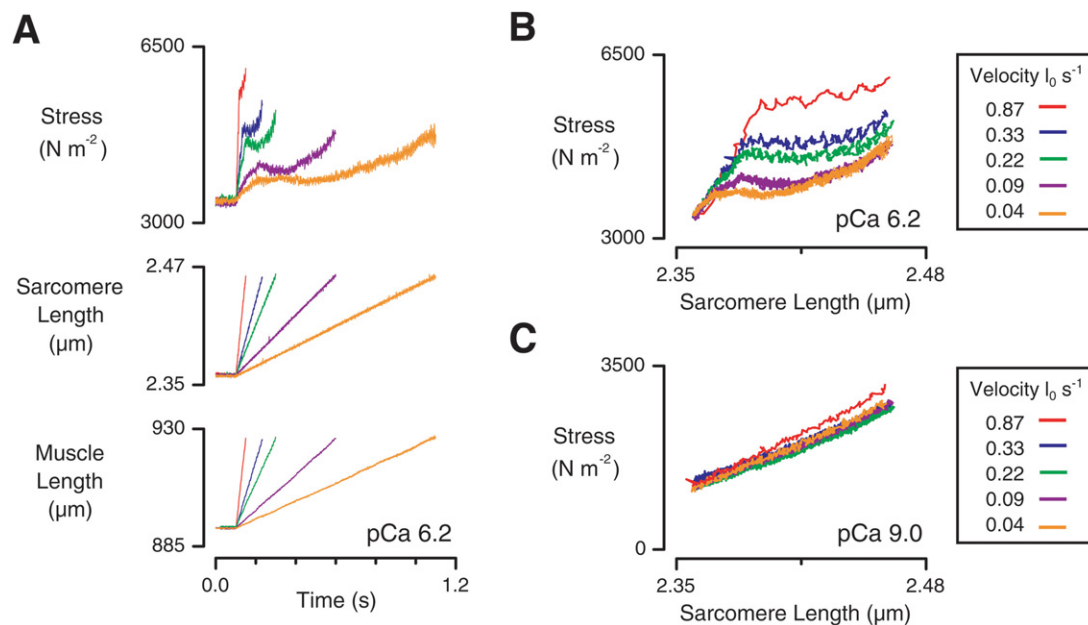 A
6500
Stress
(N m-2)
3000
2.47
Sarcomere
Length
(µm)
2.35
930
Muscle
Length
(µm)
885
pCa 6.2
0.0
1.2
Time (s)
B
6500
Stress
(N m-2)
3000
pCa 6.2
2.35
2.48
Sarcomere Length (µm)
Velocity l0 s-1
0.87
0.33
0.22
0.09
0.04
C
3500
Stress
(N m-2)
0
pCa 9.0
2.35
2.48
Sarcomere Length (µm)
Velocity l0 s-1
0.87
0.33
0.22
0.09
0.04